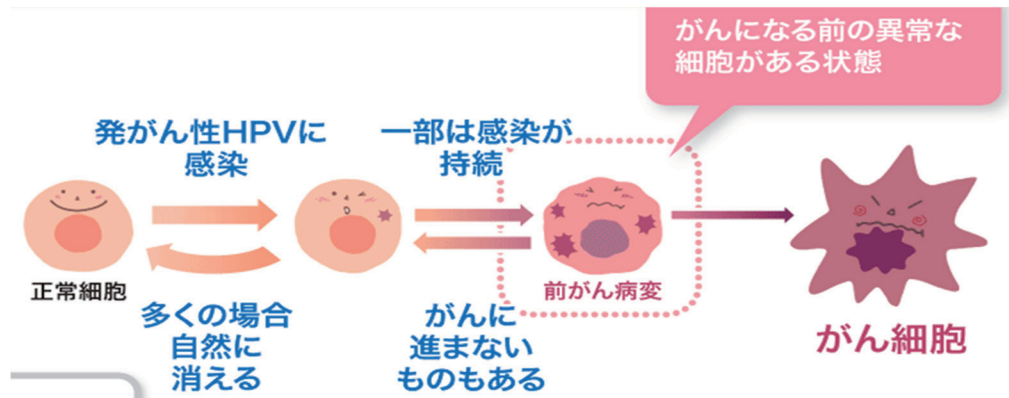 がんになる前の異常な
細胞がある状態
発がん性HPVに
感染
一部は感染が
持続
正常細胞
前がん病変
多くの場合
自然に
消える
がんに
進まない
ものもある
がん細胞